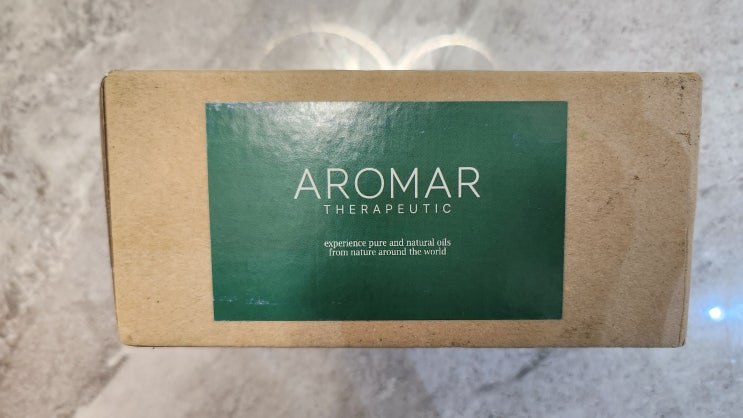 AROMAR
THERAPEUTIC
experience pure and natural oils
from nature around the world